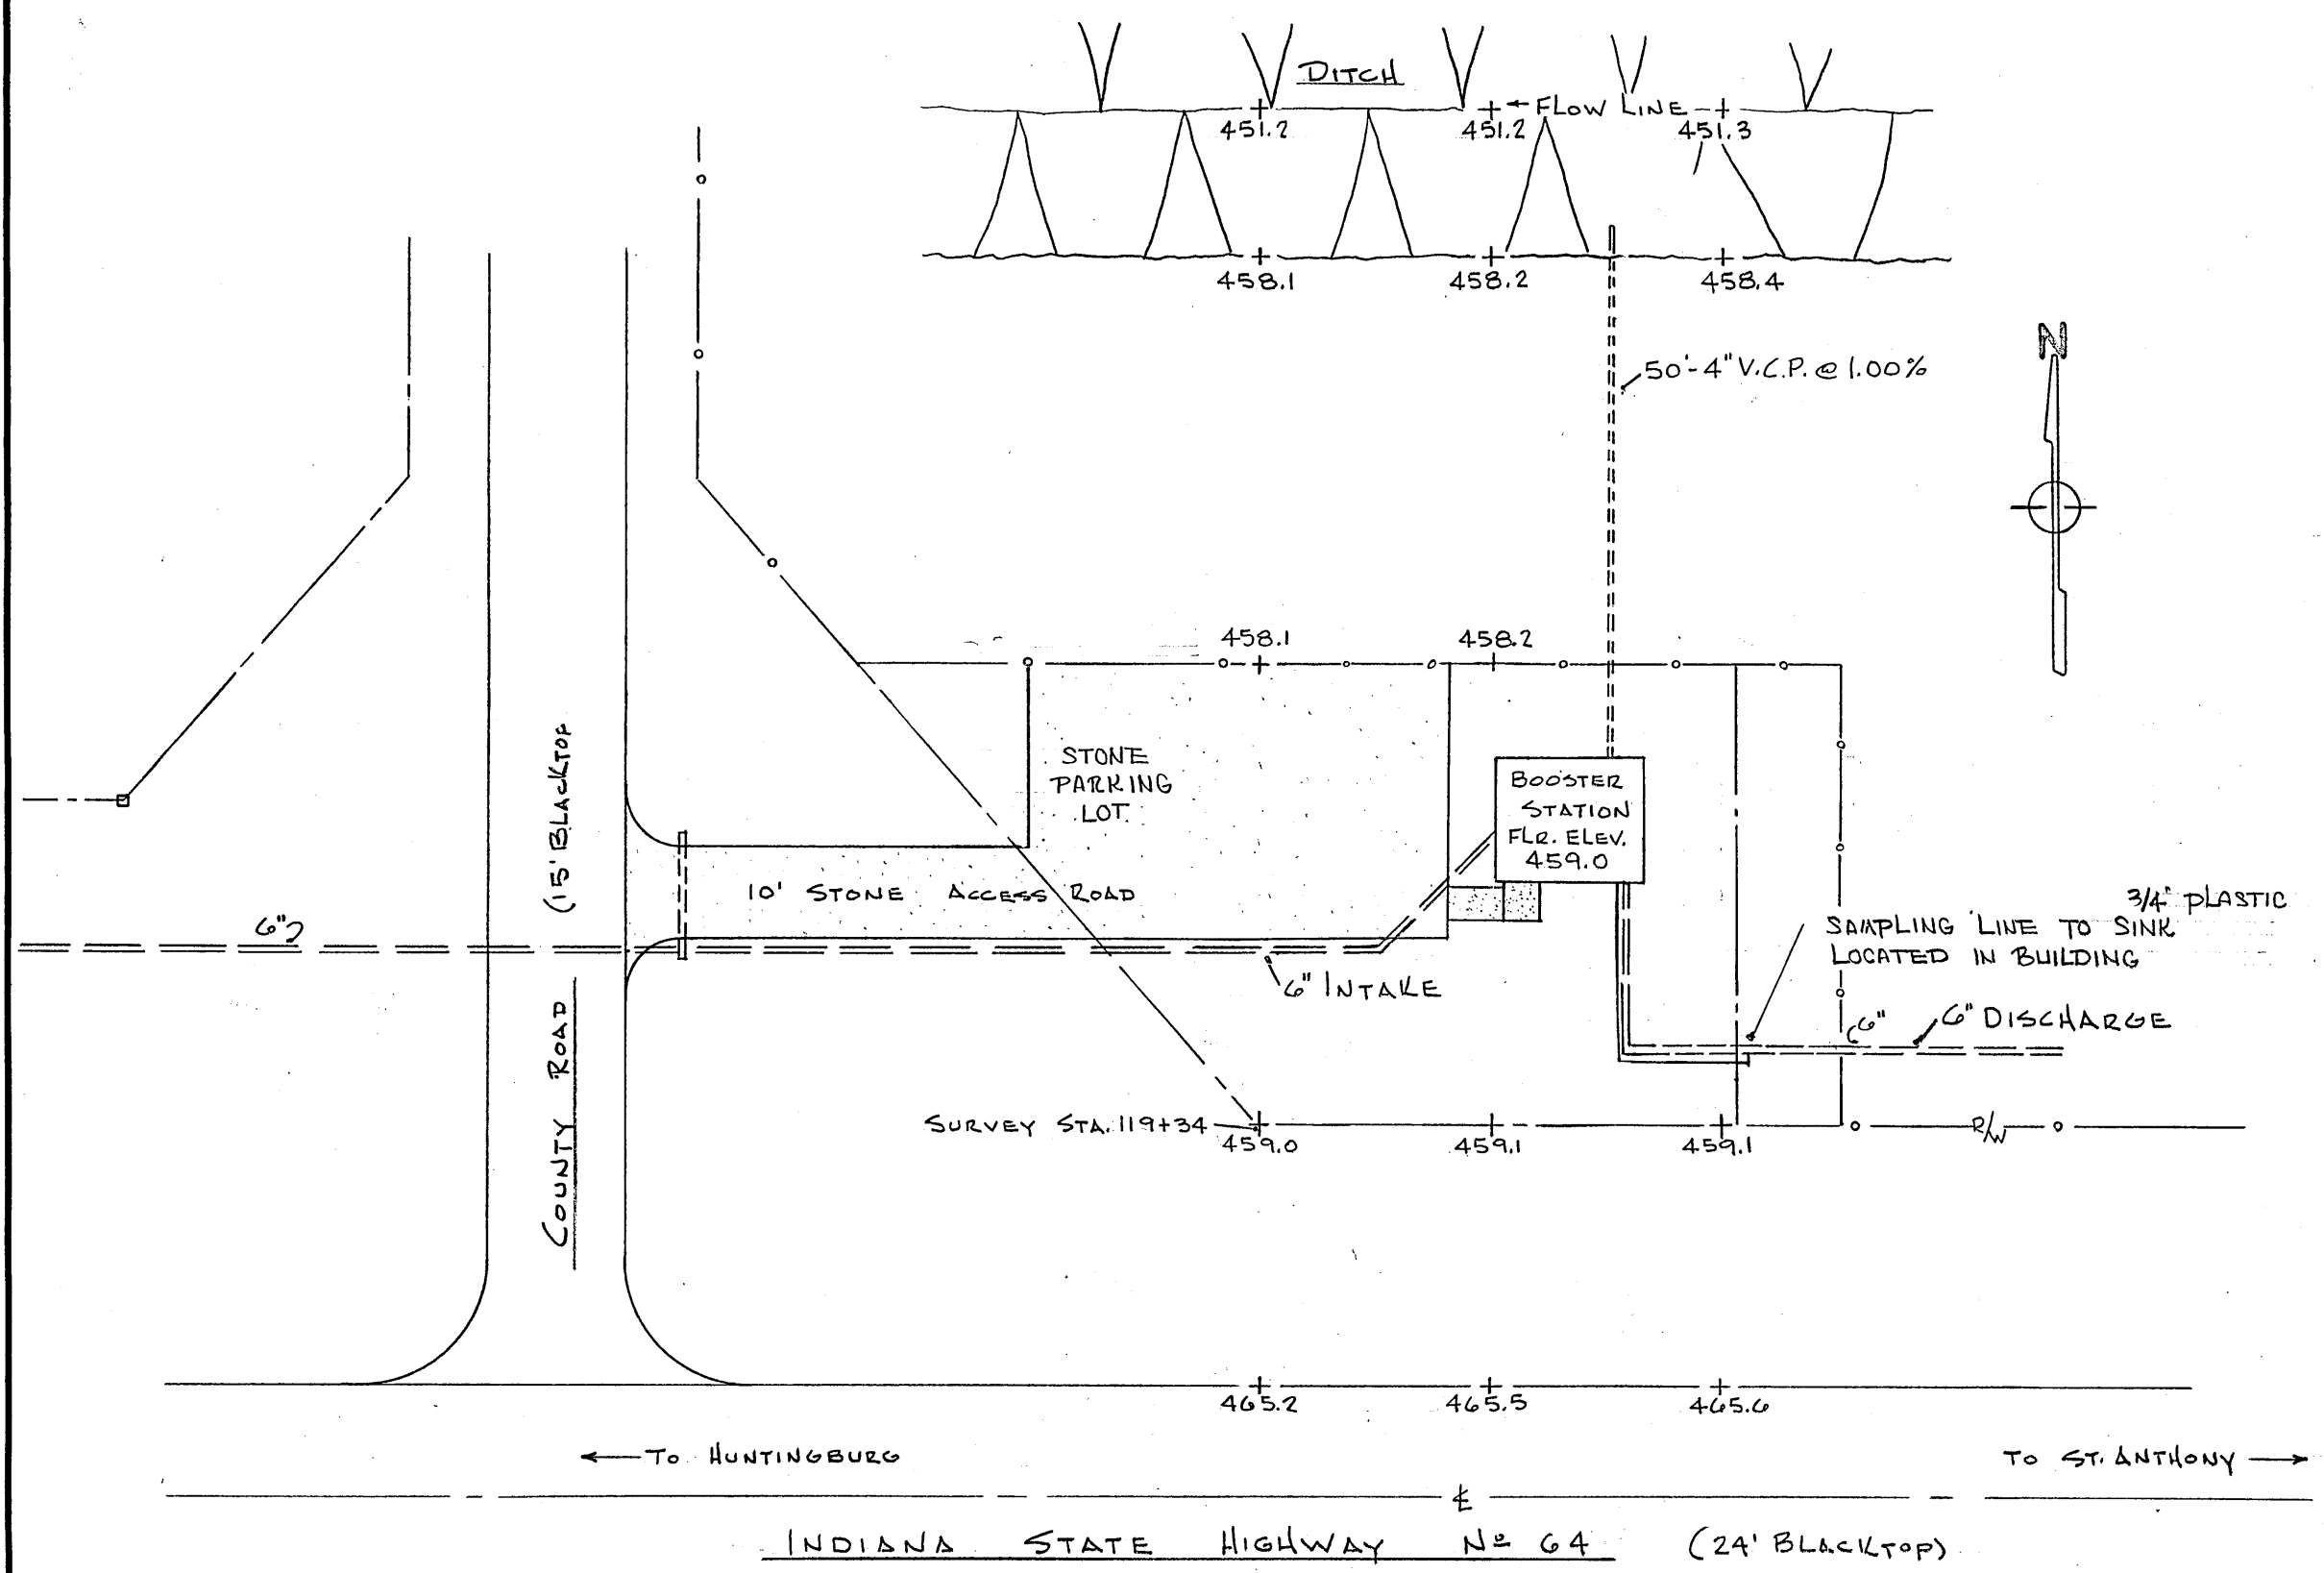 DITCH
FLOW LINE
451.2
451.2
451.3
458.1
458.2
458.4
N
50'-4" V.C.P. @ 1.00%
458.1
458.2
STONE
PARKING
LOT
BOOSTER
STATION
FLR. ELEV.
459.0
(15' BLACKTOP
10' STONE ACCESS ROAD
3/4" PLASTIC
SAMPLING LINE TO SINK
LOCATED IN BUILDING
6"
6" INTAKE
6"
6" DISCHARGE
COUNTY ROAD
SURVEY STA. 119+34
459.0
459.1
459.1
R/W
465.2
465.5
465.6
TO HUNTINGBURG
TO ST. ANTHONY
℄
INDIANA STATE HIGHWAY Nº 64 (24' BLACKTOP)